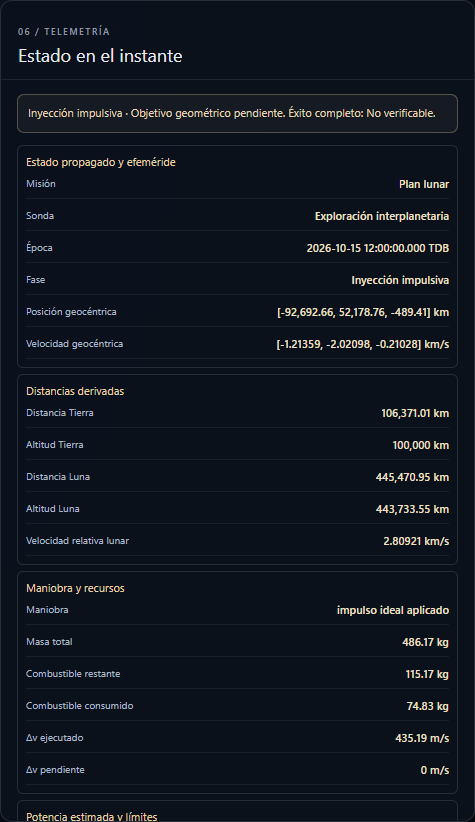 06 / TELEMETRÍA
Estado en el instante
Inyección impulsiva · Objetivo geométrico pendiente. Éxito completo: No verificable.
Estado propagado y efeméride
Misión Plan lunar
Sonda Exploración interplanetaria
Época 2026-10-15 12:00:00.000 TDB
Fase Inyección impulsiva
Posición geocéntrica [-92,692.66, 52,178.76, -489.41] km
Velocidad geocéntrica [-1.21359, -2.02098, -0.21028] km/s
Distancias derivadas
Distancia Tierra 106,371.01 km
Altitud Tierra 100,000 km
Distancia Luna 445,470.95 km
Altitud Luna 443,733.55 km
Velocidad relativa lunar 2.80921 km/s
Maniobra y recursos
Maniobra impulso ideal aplicado
Masa total 486.17 kg
Combustible restante 115.17 kg
Combustible consumido 74.83 kg
Δv ejecutado 435.19 m/s
Δv pendiente 0 m/s
Potencia estimada y límites